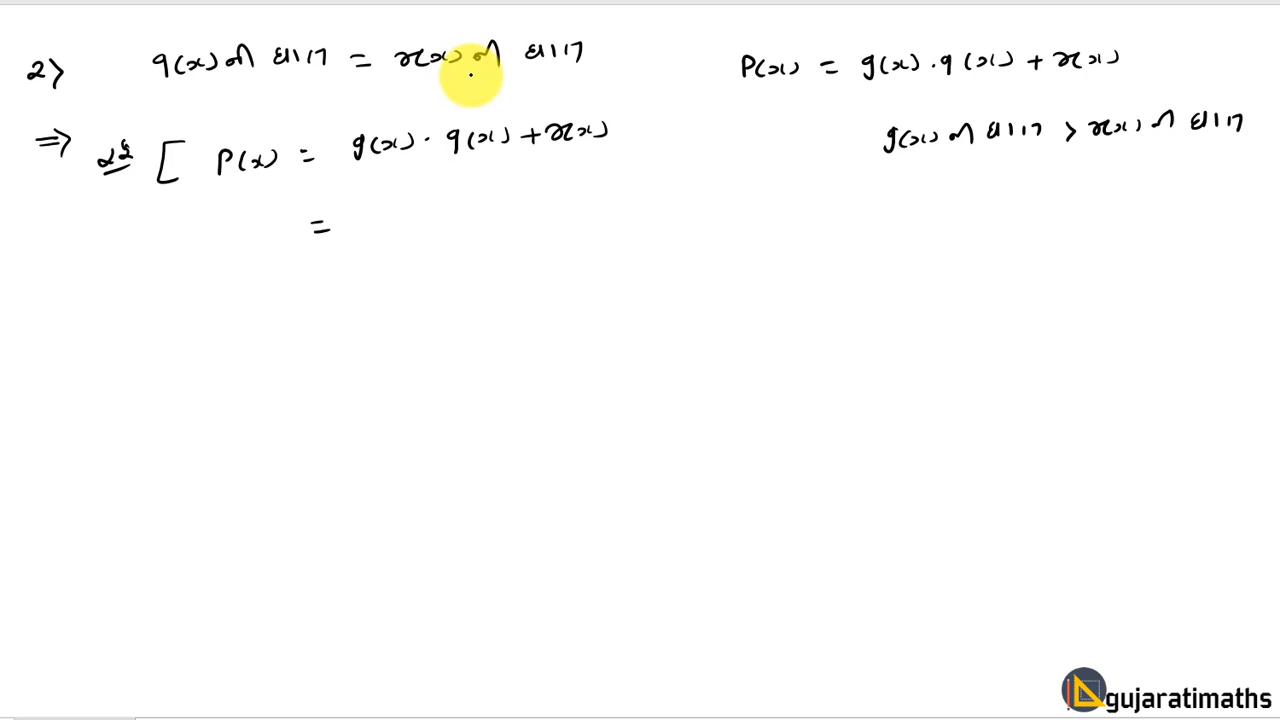 2) q(x) ની ઘાત = r(x) ની ઘાત
P(x) = g(x) . q(x) + r(x)
g(x) ની ઘાત > r(x) ની ઘાત
⇒ [ P(x) = g(x) . q(x) + r(x)
=
gujaratimaths